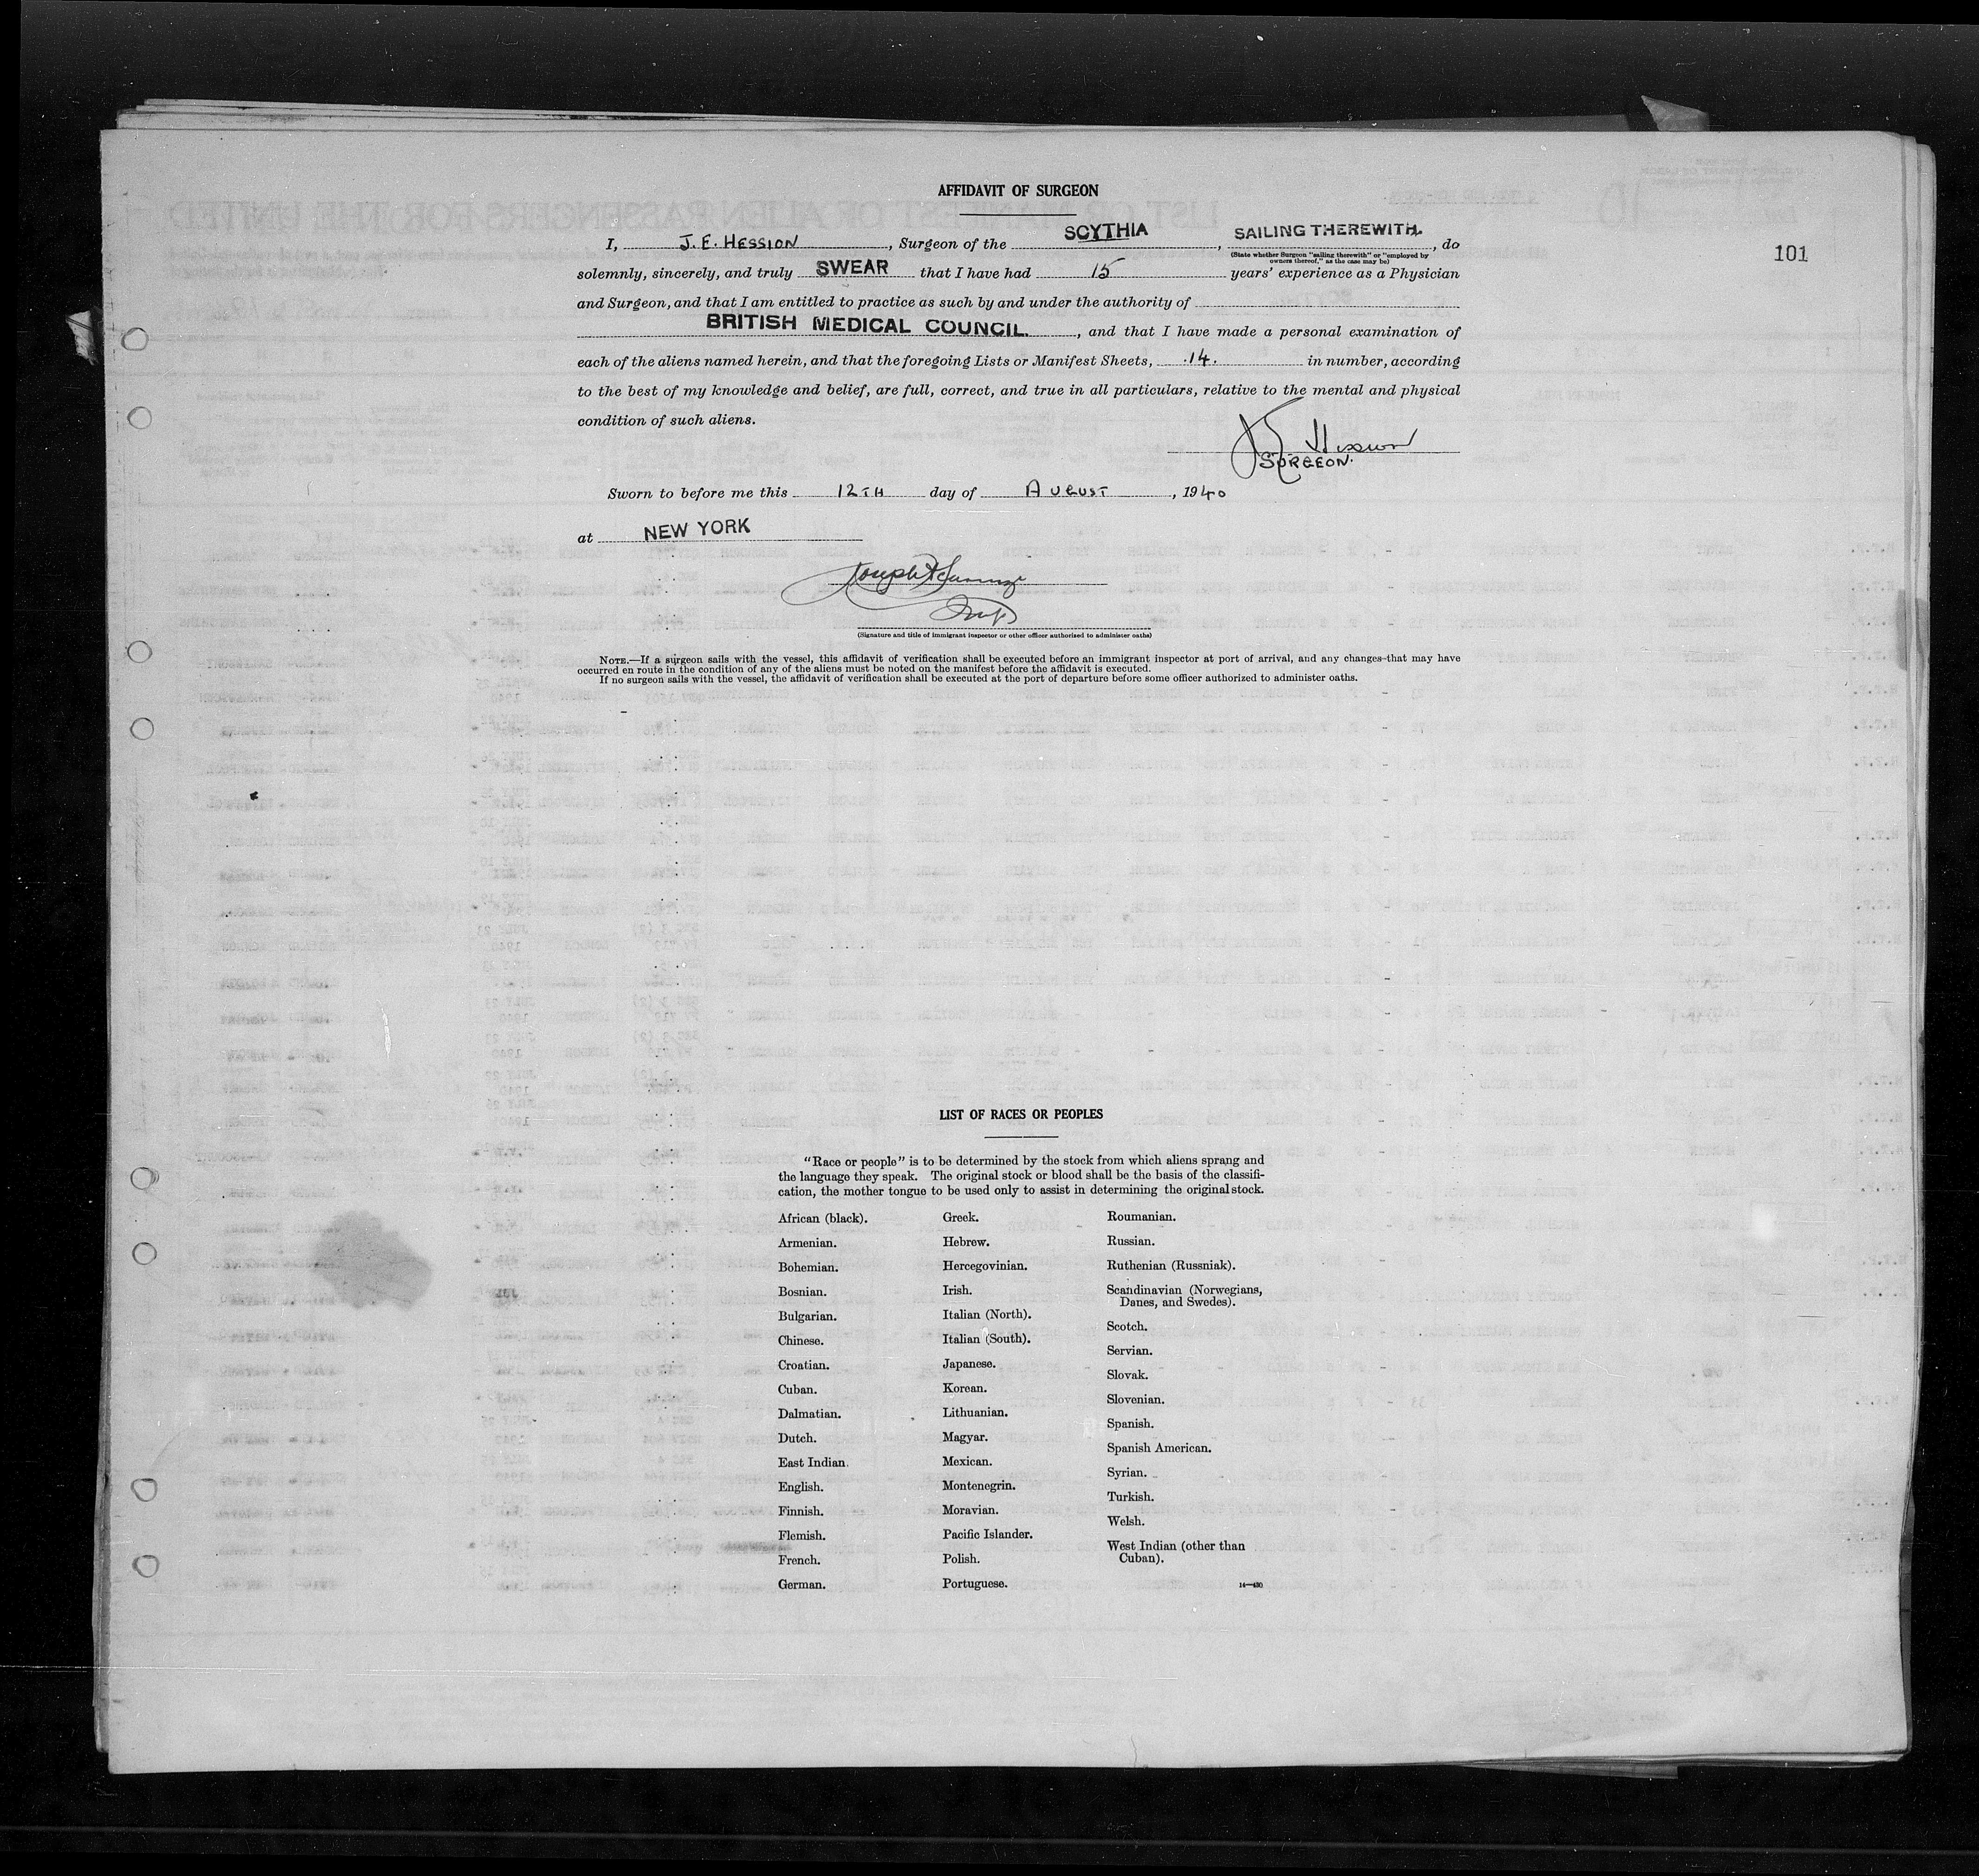 AFFIDAVIT OF SURGEON
101
I, J. E. HESSION, Surgeon of the SCYTHIA, SAILING THEREWITH., do
(State whether Surgeon "sailing therewith" or "employed by
owners thereof," as the case may be)
solemnly, sincerely, and truly SWEAR that I have had 15 years' experience as a Physician
and Surgeon, and that I am entitled to practice as such by and under the authority of
BRITISH MEDICAL COUNCIL., and that I have made a personal examination of
each of the aliens named herein, and that the foregoing Lists or Manifest Sheets, .14. in number, according
to the best of my knowledge and belief, are full, correct, and true in all particulars, relative to the mental and physical
condition of such aliens.
Hession
SURGEON.
Sworn to before me this 12TH day of AUGUST, 1940
at NEW YORK
Joseph
Insp
(Signature and title of immigrant inspector or other officer authorized to administer oaths)
NOTE.—If a surgeon sails with the vessel, this affidavit of verification shall be executed before an immigrant inspector at port of arrival, and any changes that may have
occurred en route in the condition of any of the aliens must be noted on the manifest before the affidavit is executed.
If no surgeon sails with the vessel, the affidavit of verification shall be executed at the port of departure before some officer authorized to administer oaths.
LIST OF RACES OR PEOPLES
"Race or people" is to be determined by the stock from which aliens sprang and
the language they speak. The original stock or blood shall be the basis of the classifi-
cation, the mother tongue to be used only to assist in determining the original stock.
African (black).
Armenian.
Bohemian.
Bosnian.
Bulgarian.
Chinese.
Croatian.
Cuban.
Dalmatian.
Dutch.
East Indian.
English.
Finnish.
Flemish.
French.
German.
Greek.
Hebrew.
Hercegovinian.
Irish.
Italian (North).
Italian (South).
Japanese.
Korean.
Lithuanian.
Magyar.
Mexican.
Montenegrin.
Moravian.
Pacific Islander.
Polish.
Portuguese.
Roumanian.
Russian.
Ruthenian (Russniak).
Scandinavian (Norwegians,
Danes, and Swedes).
Scotch.
Servian.
Slovak.
Slovenian.
Spanish.
Spanish American.
Syrian.
Turkish.
Welsh.
West Indian (other than
Cuban).
14—430